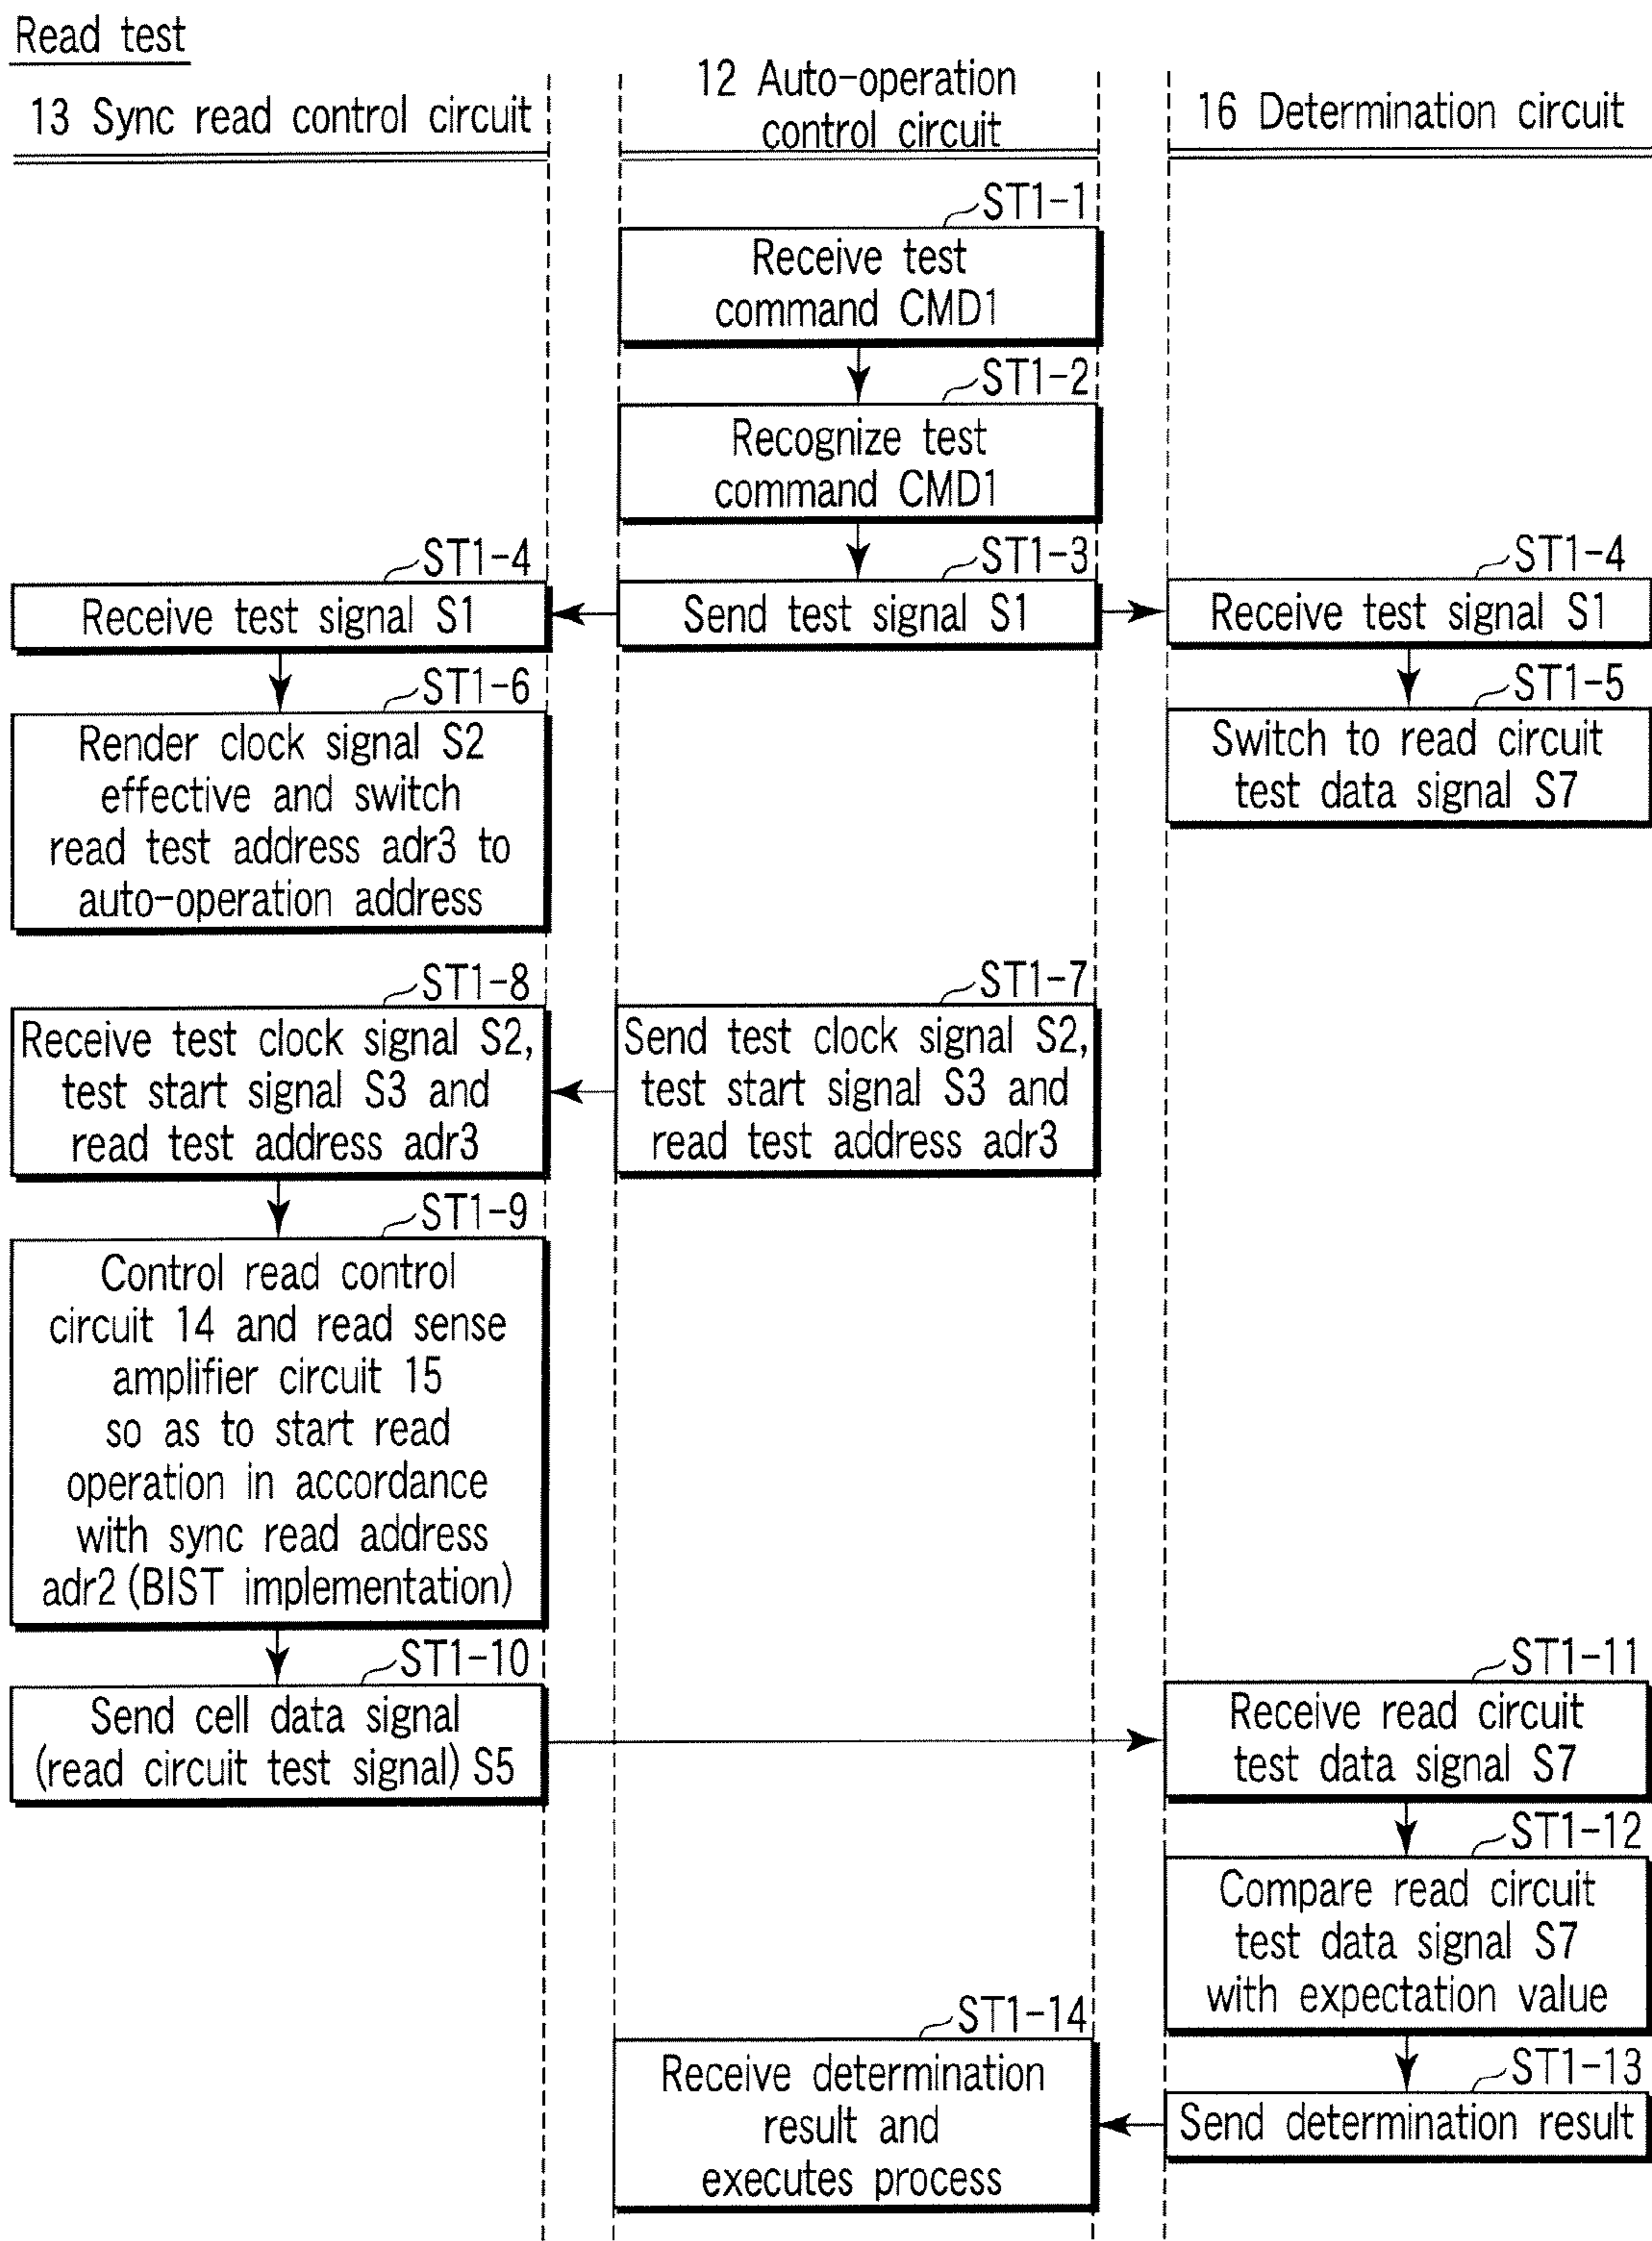 Read test
13 Sync read control circuit
12 Auto-operation
control circuit
16 Determination circuit
ST1-1
Receive test
command CMD1
ST1-2
Recognize test
command CMD1
ST1-3
Send test signal S1
ST1-4
Receive test signal S1
ST1-4
Receive test signal S1
ST1-5
Switch to read circuit
test data signal S7
ST1-6
Render clock signal S2
effective and switch
read test address adr3 to
auto-operation address
ST1-7
Send test clock signal S2,
test start signal S3 and
read test address adr3
ST1-8
Receive test clock signal S2,
test start signal S3 and
read test address adr3
ST1-9
Control read control
circuit 14 and read sense
amplifier circuit 15
so as to start read
operation in accordance
with sync read address
adr2 (BIST implementation)
ST1-10
Send cell data signal
(read circuit test signal) S5
ST1-11
Receive read circuit
test data signal S7
ST1-12
Compare read circuit
test data signal S7
with expectation value
ST1-13
Send determination result
ST1-14
Receive determination
result and
executes process